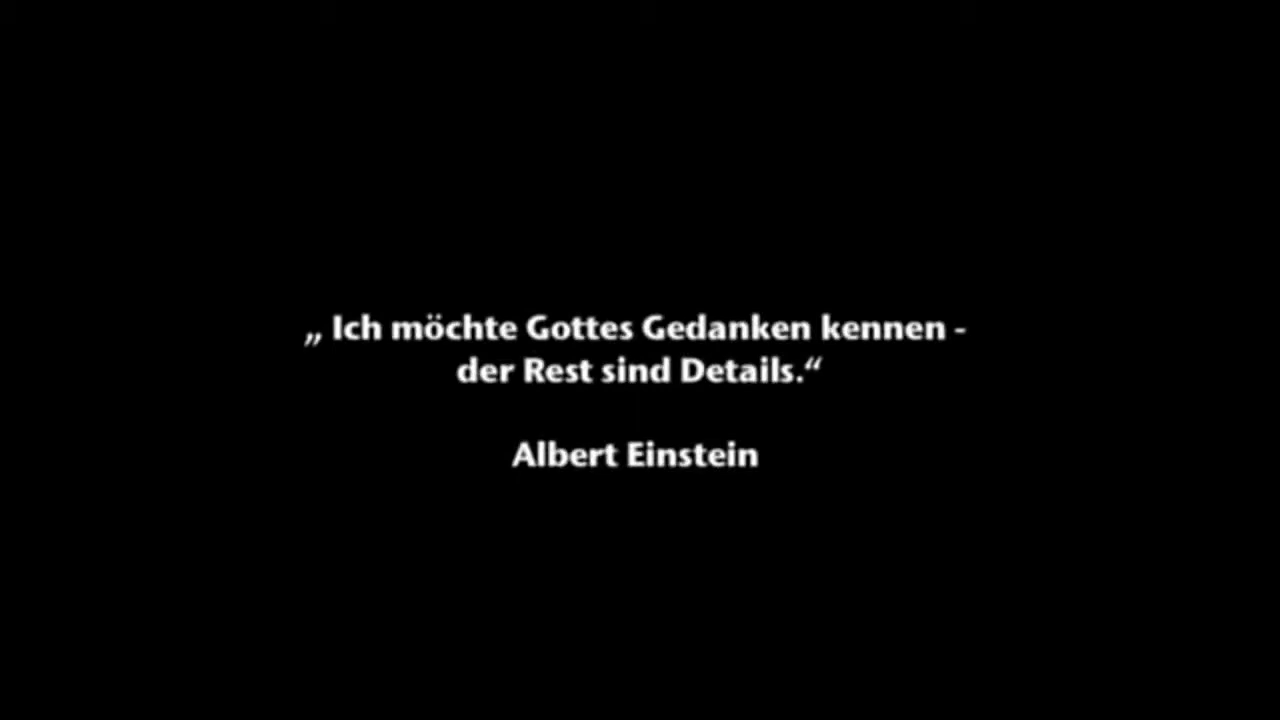 „ Ich möchte Gottes Gedanken kennen -
der Rest sind Details.“
Albert Einstein